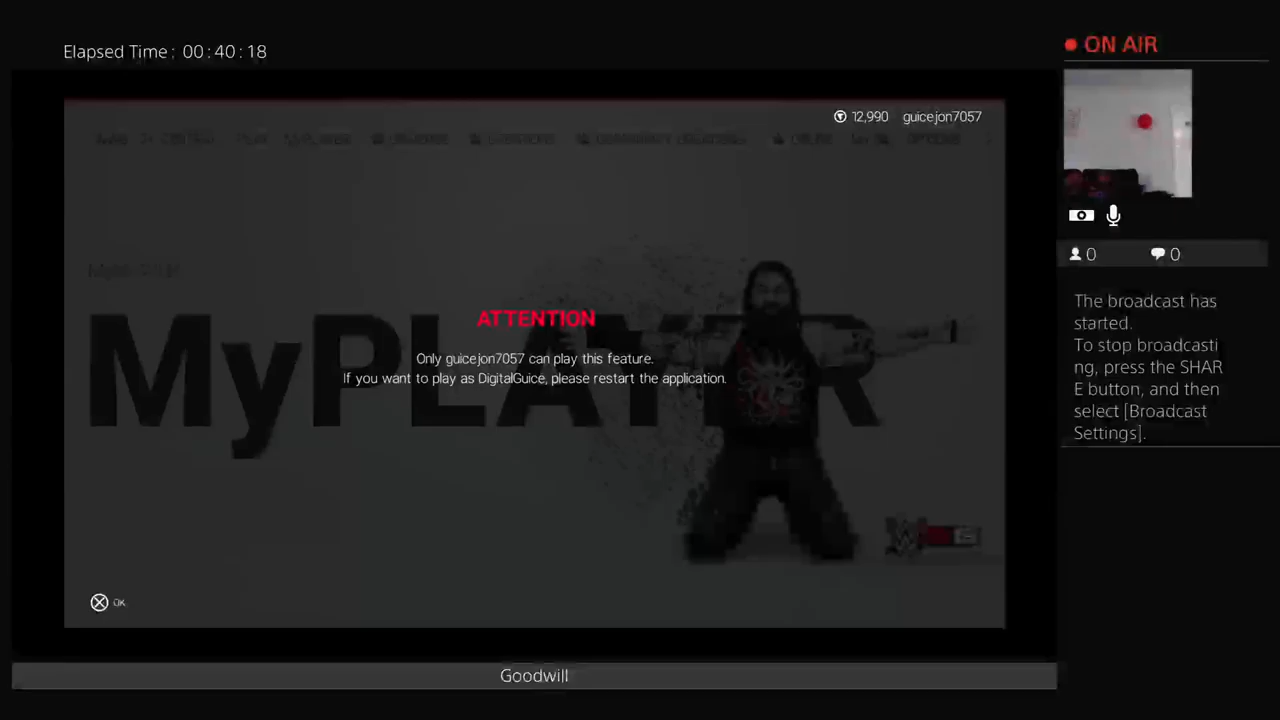 Elapsed Time: 00:40:18
ON AIR
12,990 guicejon7057
PLAY
OPTIONS
MyPLAYER
ATTENTION
Only guicejon7057 can play this feature.
If you want to play as DigitalGuice, please restart the application.
OK
0 0
The broadcast has
started.
To stop broadcasti
ng, press the SHAR
E button, and then
select [Broadcast
Settings].
Goodwill